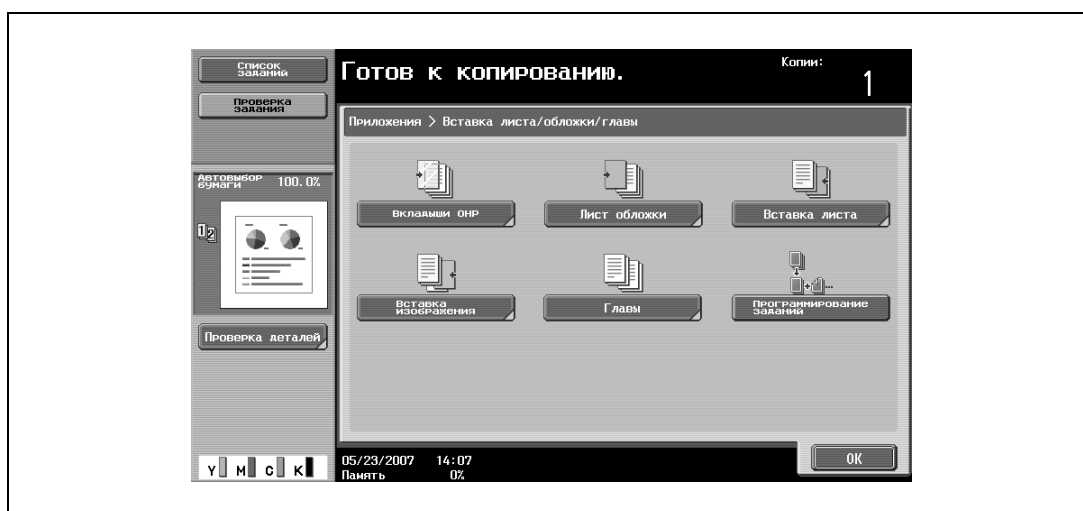 Список
заданий
Проверка
задания
Готов к копированию.
Копии:
1
Приложения > Вставка листа/обложки/главы
Автовыбор
бумаги 100.0%
12
Вкладыши OHP
Лист обложки
Вставка листа
Вставка
изображения
Главы
Программирование
заданий
Проверка деталей
Y M C K
05/23/2007 14:07
Память 0%
OK